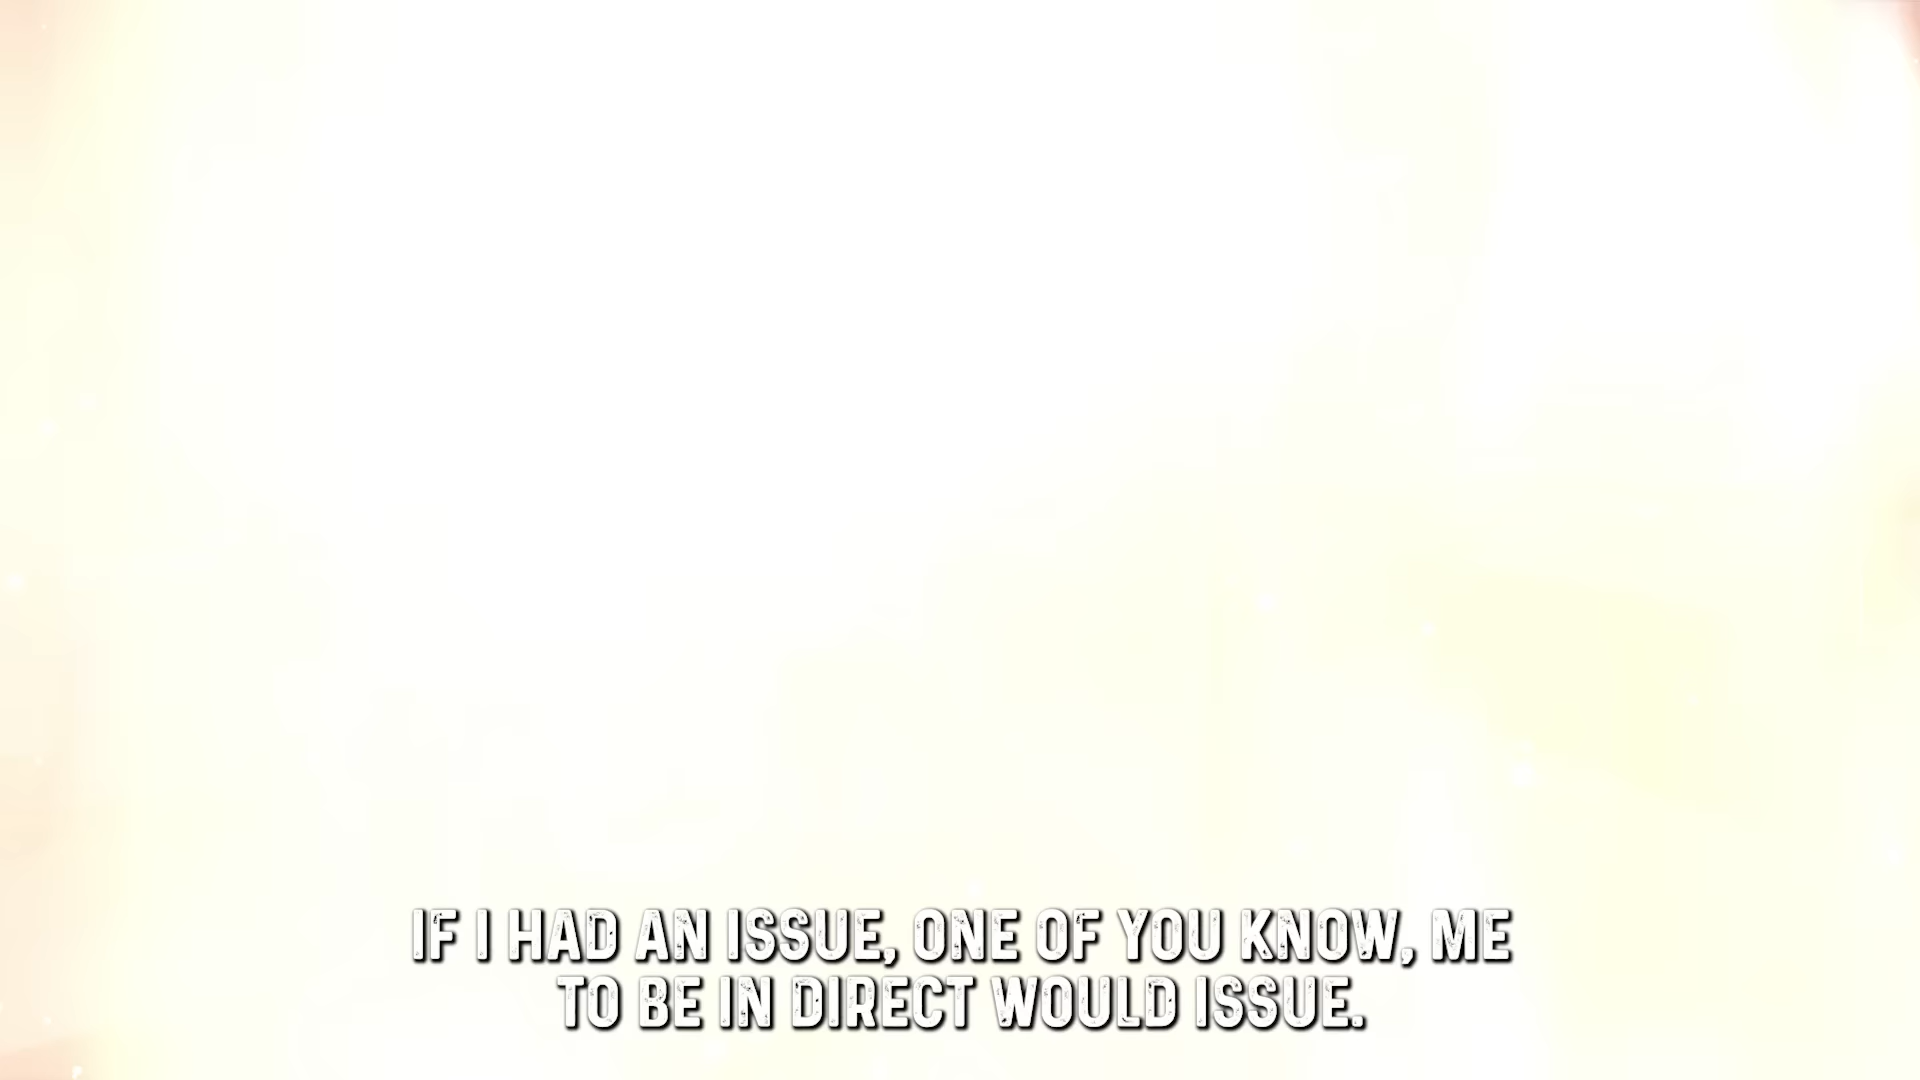 IF I HAD AN ISSUE, ONE OF YOU KNOW, ME
TO BE IN DIRECT WOULD ISSUE.